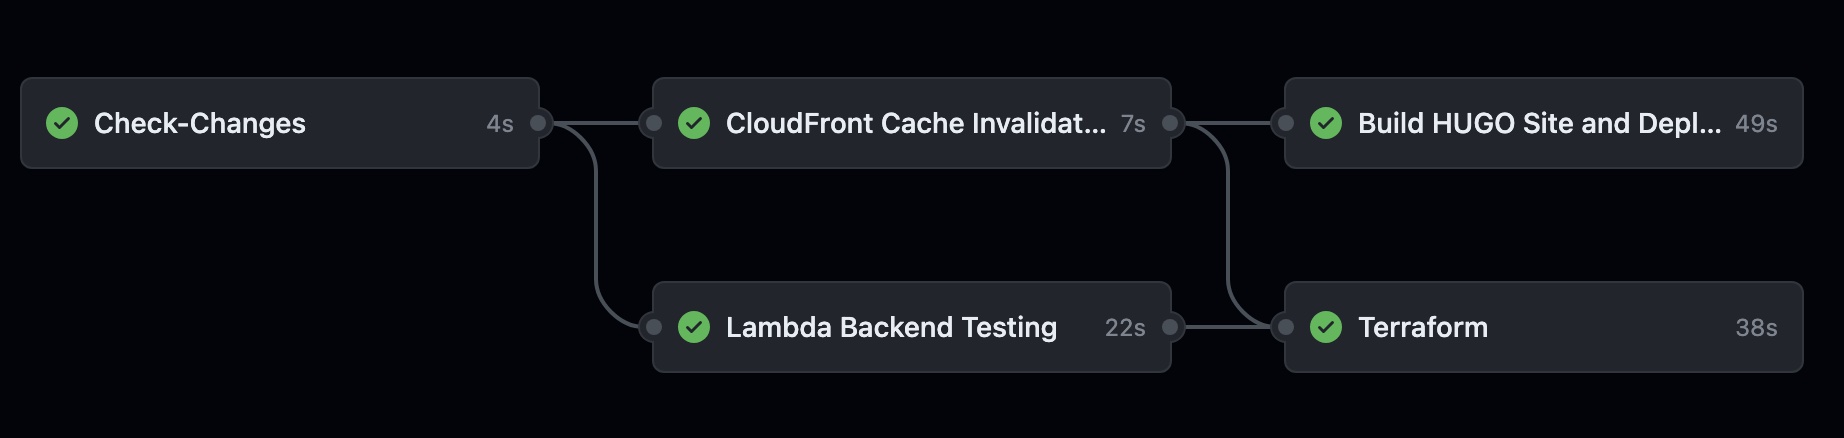 Check-Changes 4s
CloudFront Cache Invalidat... 7s
Build HUGO Site and Depl... 49s
Lambda Backend Testing 22s
Terraform 38s